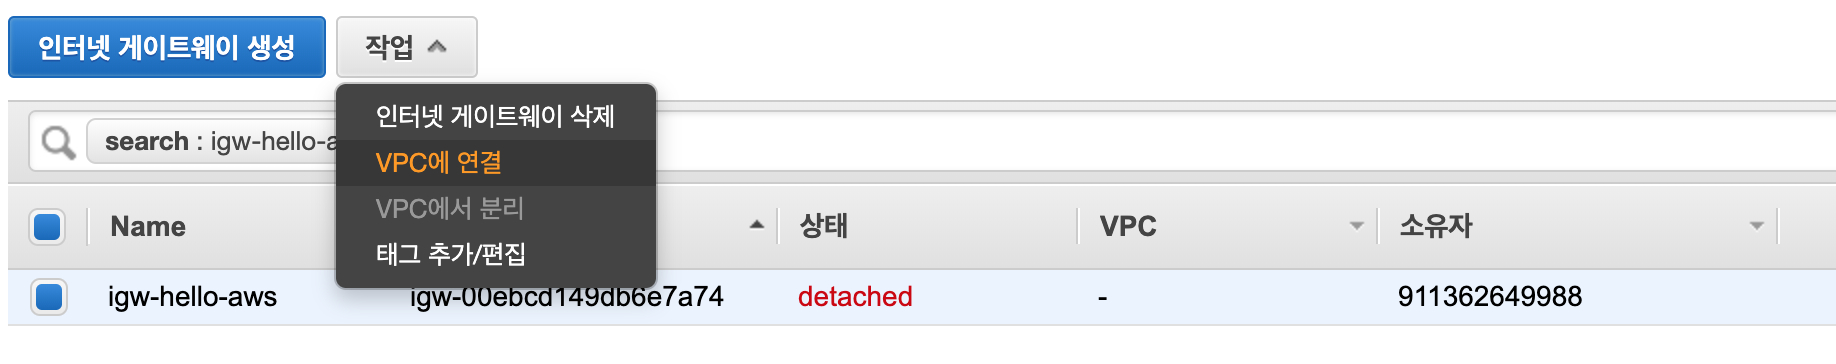 인터넷 게이트웨이 생성
작업
인터넷 게이트웨이 삭제
VPC에 연결
VPC에서 분리
태그 추가/편집
search : igw-hello-a
Name 상태 VPC 소유자
igw-hello-aws igw-00ebcd149db6e7a74 detached - 911362649988